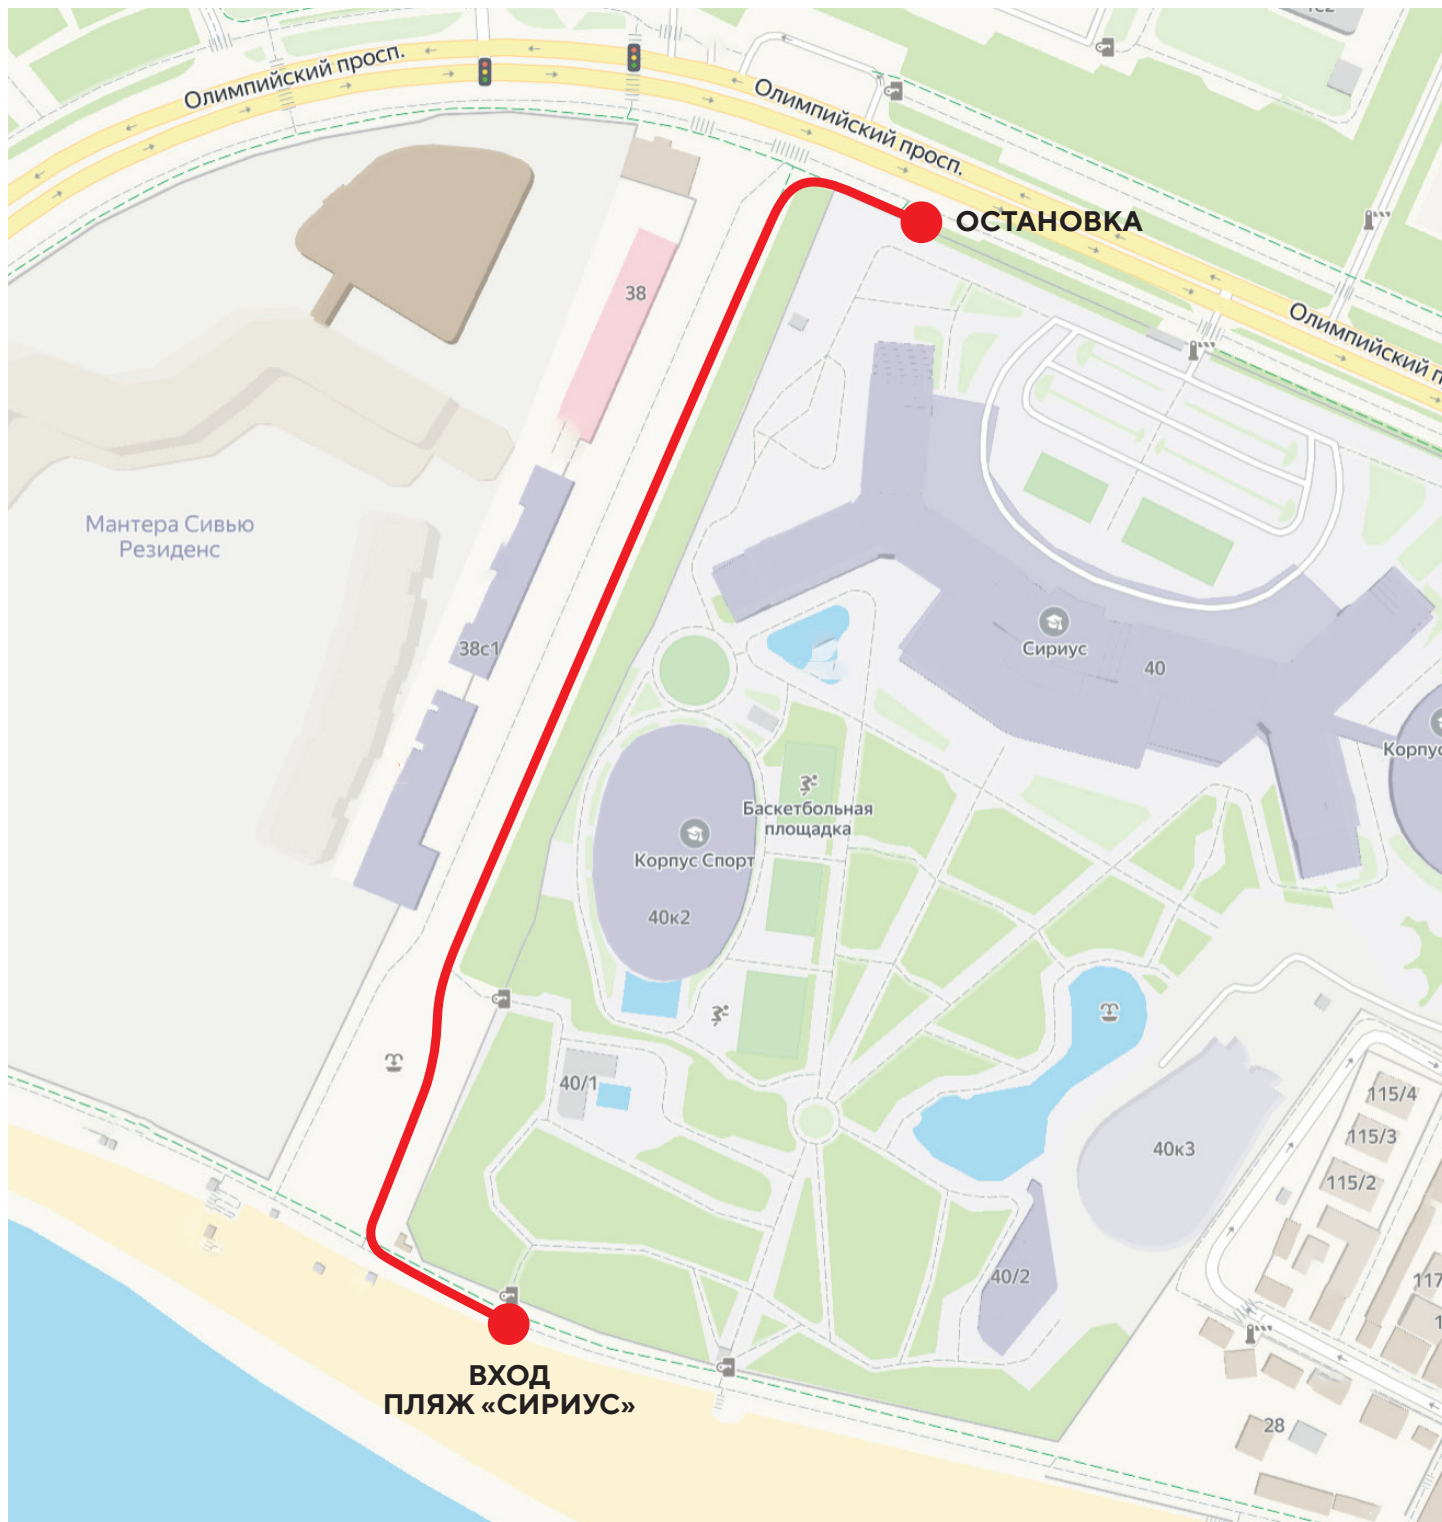 Олимпийский просп.
Олимпийский просп.
ОСТАНОВКА
38
Олимпийский п
Мантера Сивью
Резиденс
38с1
Сириус
40
Корпус
Баскетбольная
площадка
Корпус Спорт
40к2
40/1
115/4
115/3
40к3
115/2
40/2
117
ВХОД
ПЛЯЖ «СИРИУС»
28